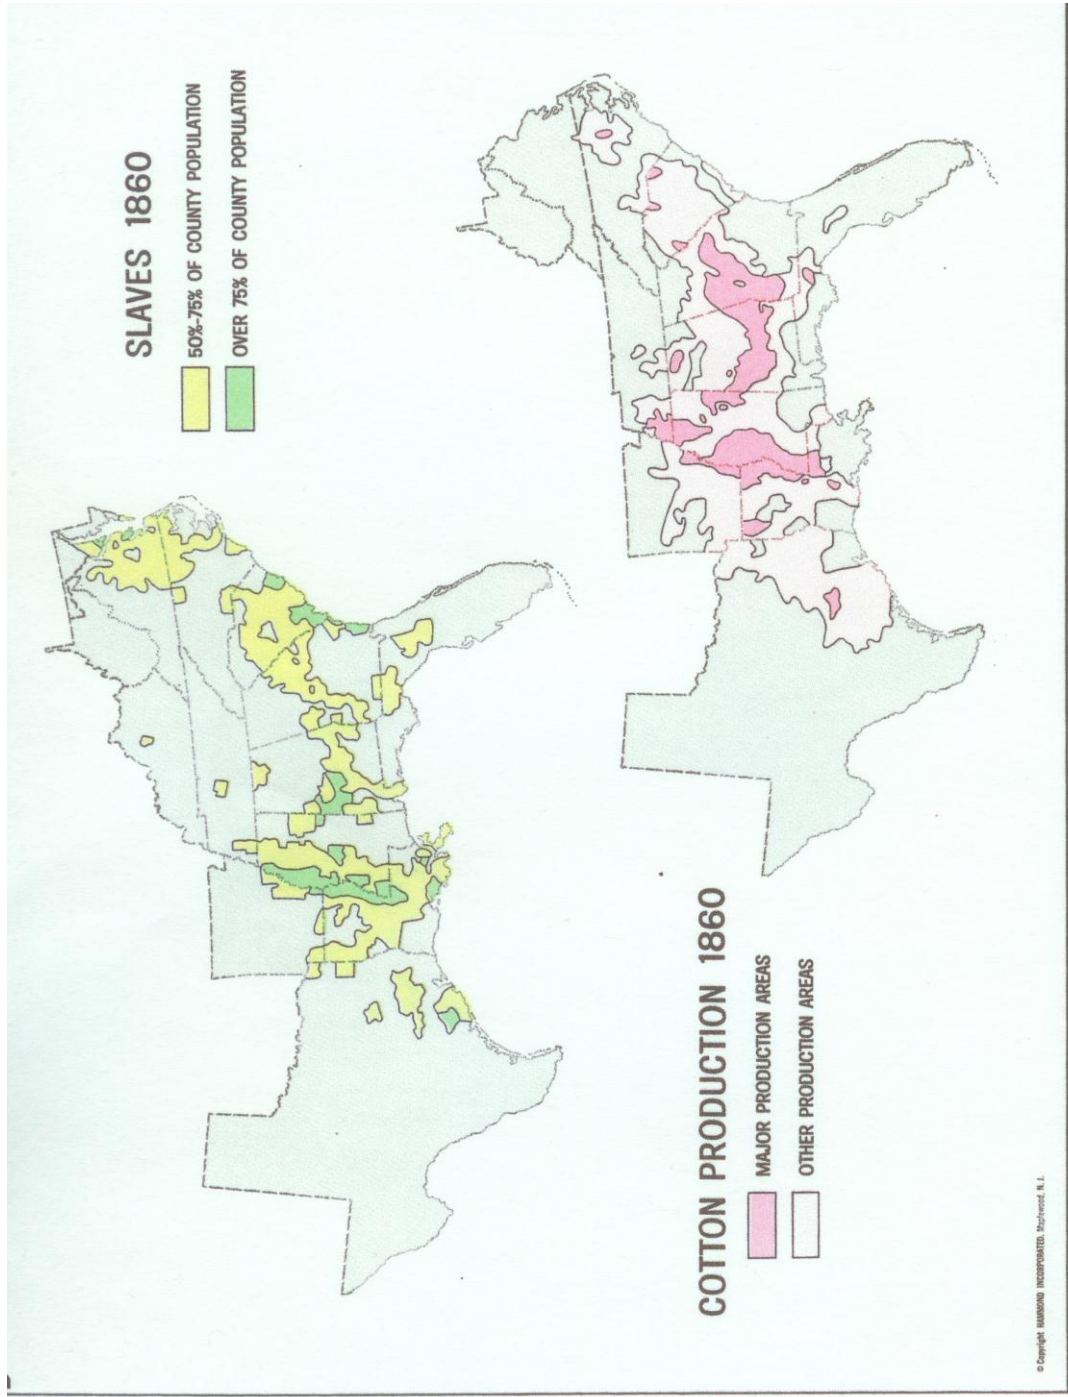 SLAVES 1860
50%-75% OF COUNTY POPULATION
OVER 75% OF COUNTY POPULATION
COTTON PRODUCTION 1860
MAJOR PRODUCTION AREAS
OTHER PRODUCTION AREAS
© Copyright HAMMOND INCORPORATED, Maplewood, N. J.